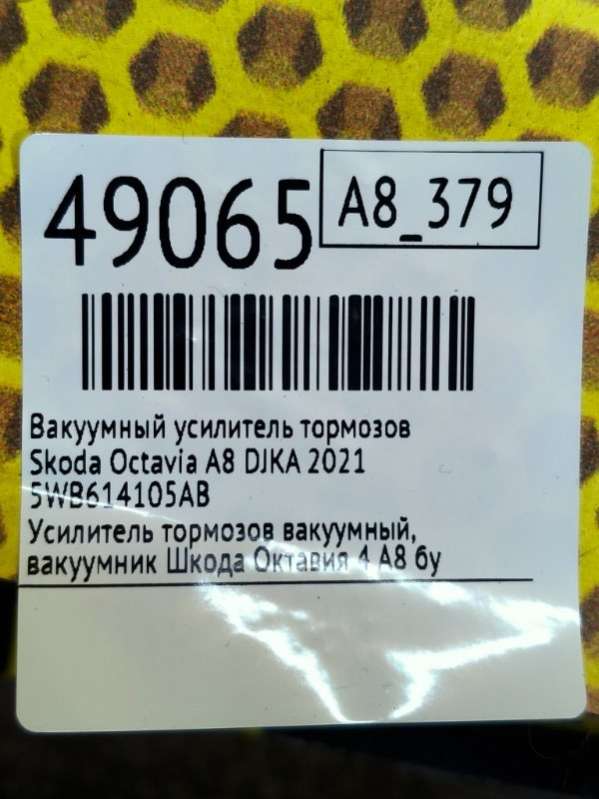 49065
A8_379
Вакуумный усилитель тормозов
Skoda Octavia A8 DJKA 2021
5WB614105AB
Усилитель тормозов вакуумный,
вакуумник Шкода Октавия 4 А8 бу